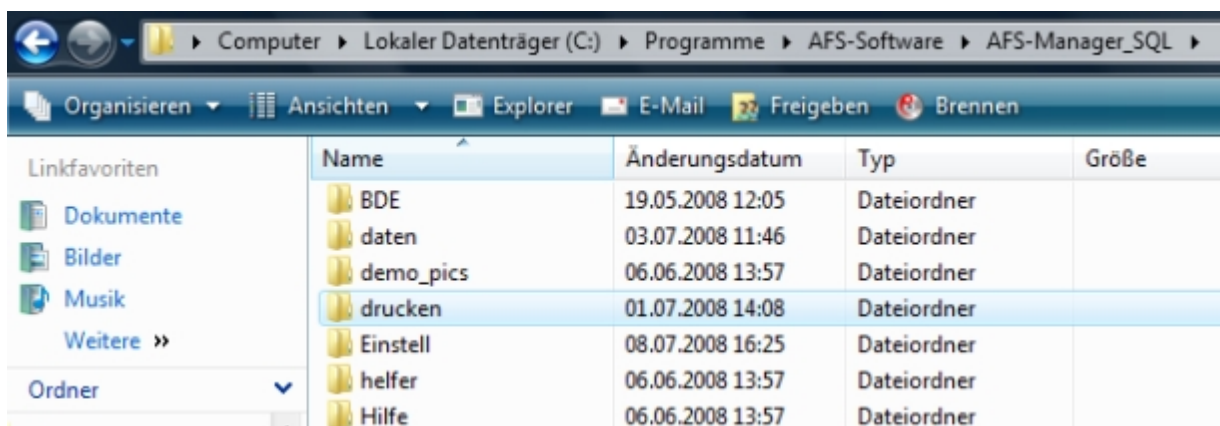 Computer ▸ Lokaler Datenträger (C:) ▸ Programme ▸ AFS-Software ▸ AFS-Manager_SQL ▸
Organisieren Ansichten Explorer E-Mail Freigeben Brennen
Linkfavoriten
Dokumente
Bilder
Musik
Weitere »
Ordner
Name Änderungsdatum Typ Größe
BDE 19.05.2008 12:05 Dateiordner
daten 03.07.2008 11:46 Dateiordner
demo_pics 06.06.2008 13:57 Dateiordner
drucken 01.07.2008 14:08 Dateiordner
Einstell 08.07.2008 16:25 Dateiordner
helfer 06.06.2008 13:57 Dateiordner
Hilfe 06.06.2008 13:57 Dateiordner